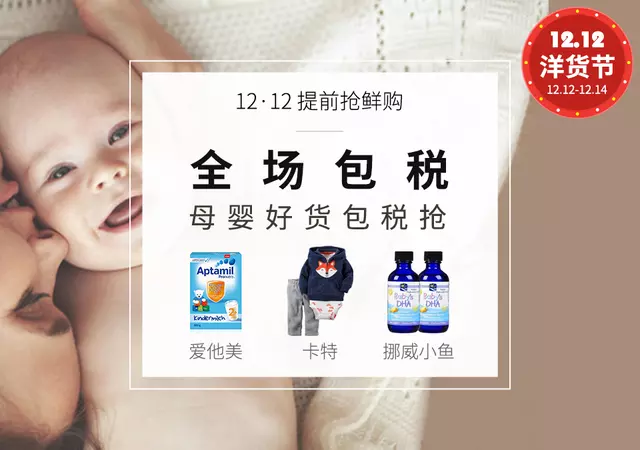 12.12
洋货节
12.12-12.14
12·12 提前抢鲜购
全场包税
母婴好货包税抢
Aptamil
Kindermilch
Baby's
DHA
Baby's
DHA
爱他美
卡特
挪威小鱼